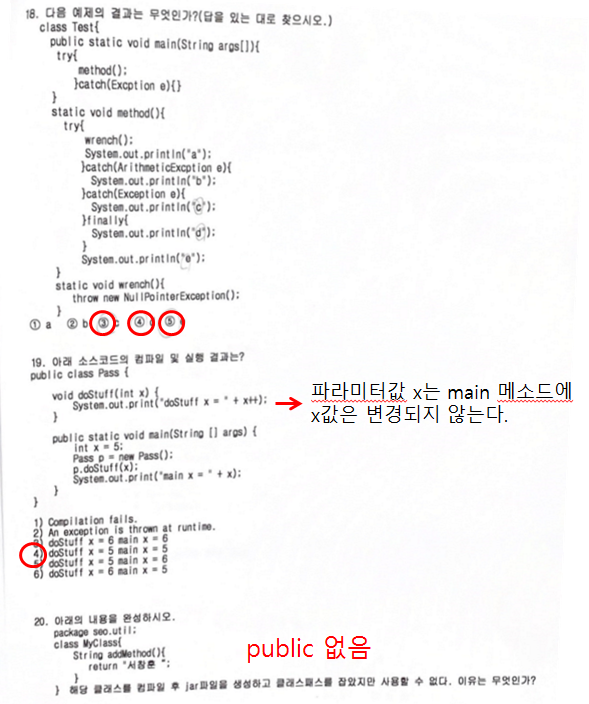 18. 다음 예제의 결과는 무엇인가?(답을 있는 대로 찾으시오.)
class Test{
public static void main(String args[]){
try{
method();
}catch(Excption e){}
}
static void method(){
try{
wrench();
System.out.println("a");
}catch(ArithmeticExcption e){
System.out.println("b");
}catch(Exception e){
System.out.println("c");
}finally{
System.out.println("d");
}
System.out.println("e");
}
static void wrench(){
throw new NullPointerException();
}
① a ② b ③ c ④ d ⑤ e
19. 아래 소스코드의 컴파일 및 실행 결과는?
public class Pass {
void doStuff(int x) {
System.out.print("doStuff x = " + x++);
}
파라미터값 x는 main 메소드에
x값은 변경되지 않는다.
public static void main(String [] args) {
int x = 5;
Pass p = new Pass();
p.doStuff(x);
System.out.print("main x = " + x);
}
}
1) Compilation fails.
2) An exception is thrown at runtime.
3) doStuff x = 6 main x = 6
4) doStuff x = 5 main x = 5
5) doStuff x = 5 main x = 6
6) doStuff x = 6 main x = 5
20. 아래의 내용을 완성하시오.
package seo.util;
class MyClass{
String addMethod(){
return "서창훈 ";
}
public 없음
} 해당 클래스를 컴파일 후 jar파일을 생성하고 클래스패스를 잡았지만 사용할 수 없다. 이유는 무엇인가?